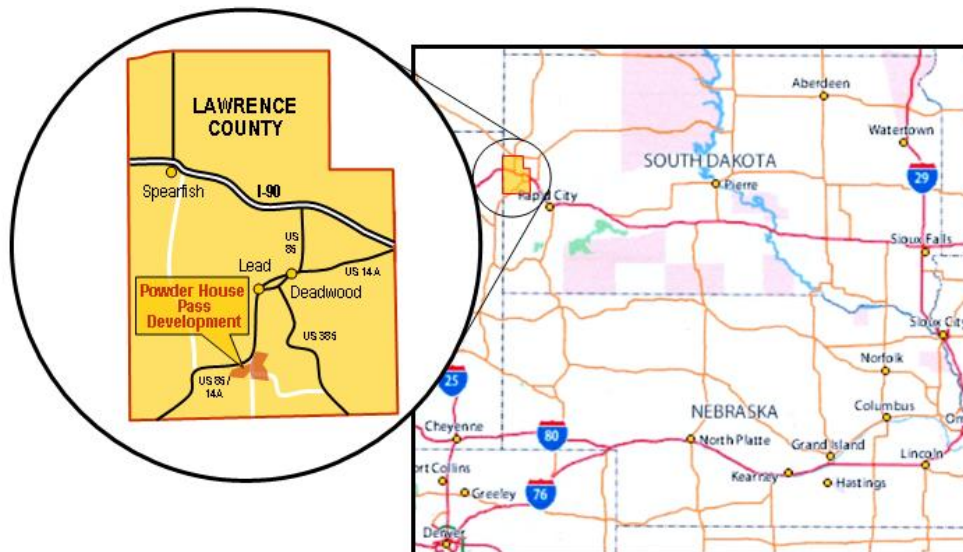 LAWRENCE
COUNTY
I-90
Spearfish
US
85
US 14A
Lead
Deadwood
Powder House
Pass
Development
US 385
US 85 /
14A
Aberdeen
Watertown
SOUTH DAKOTA
29
Pierre
Rapid City
Sioux Falls
Sioux City
Norfolk
25
NEBRASKA
Columbus
Om
Cheyenne
80
North Platte
Grand Island
Lincoln
Kearney
Hastings
ort Collins
76
Greeley
Denver